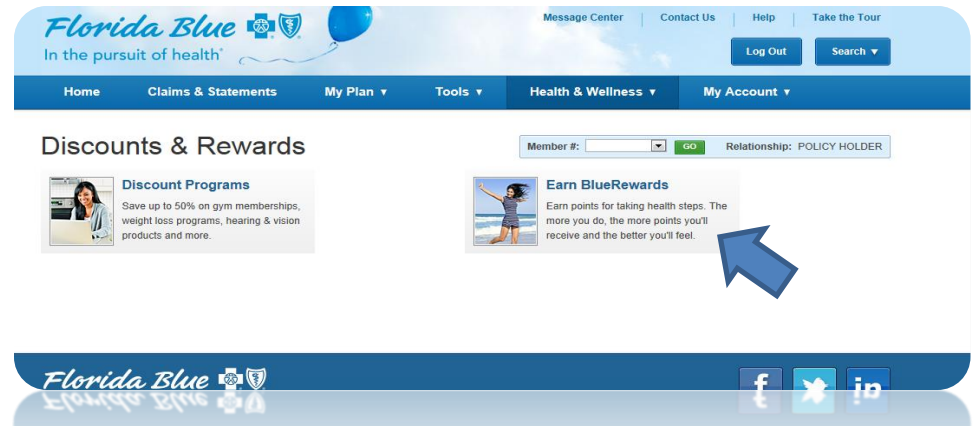 Florida Blue
In the pursuit of health®
Message Center | Contact Us | Help | Take the Tour
Log Out
Search ▼
Home
Claims & Statements
My Plan ▼
Tools ▼
Health & Wellness ▼
My Account ▼
Discounts & Rewards
Member #:
GO
Relationship: POLICY HOLDER
Discount Programs
Save up to 50% on gym memberships,
weight loss programs, hearing & vision
products and more.
Earn BlueRewards
Earn points for taking health steps. The
more you do, the more points you'll
receive and the better you'll feel.
Florida Blue
f
in